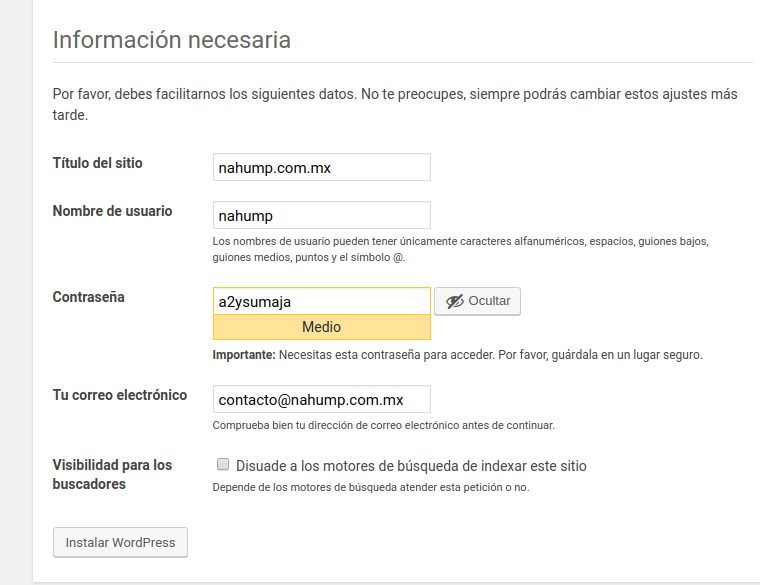 Información necesaria
Por favor, debes facilitarnos los siguientes datos. No te preocupes, siempre podrás cambiar estos ajustes más
tarde.
Título del sitio
nahump.com.mx
Nombre de usuario
nahump
Los nombres de usuario pueden tener únicamente caracteres alfanuméricos, espacios, guiones bajos,
guiones medios, puntos y el símbolo @.
Contraseña
a2ysumaja
Ocultar
Medio
Importante: Necesitas esta contraseña para acceder. Por favor, guárdala en un lugar seguro.
Tu correo electrónico
contacto@nahump.com.mx
Comprueba bien tu dirección de correo electrónico antes de continuar.
Visibilidad para los
buscadores
Disuade a los motores de búsqueda de indexar este sitio
Depende de los motores de búsqueda atender esta petición o no.
Instalar WordPress